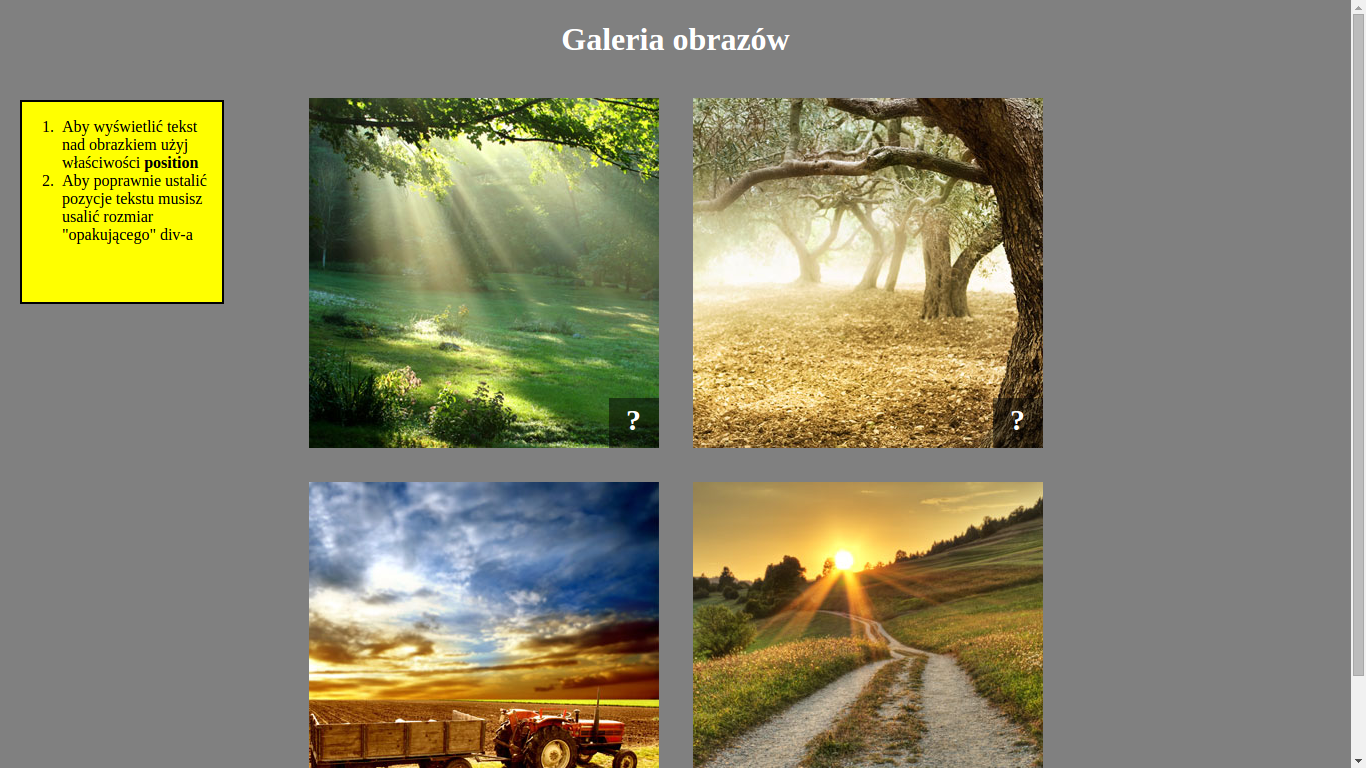 Galeria obrazów
1. Aby wyświetlić tekst
nad obrazkiem użyj
właściwości position
2. Aby poprawnie ustalić
pozycje tekstu musisz
usalić rozmiar
"opakującego" div-a
?
?